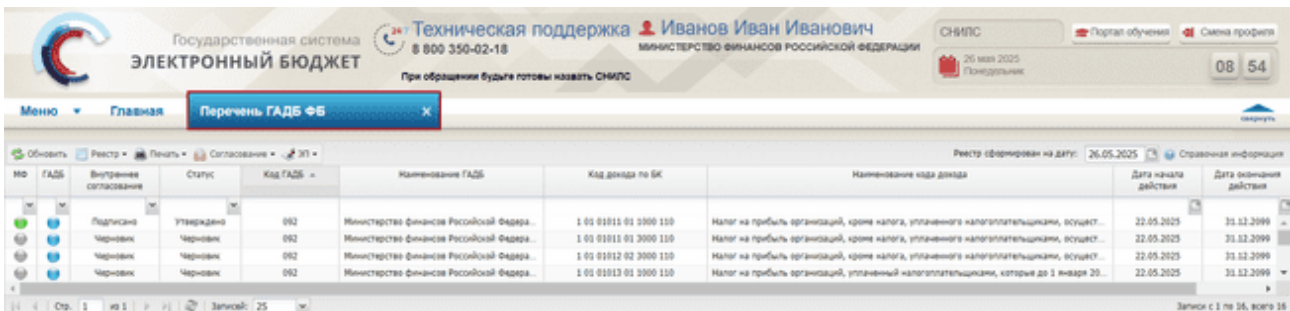 Государственная система
ЭЛЕКТРОННЫЙ БЮДЖЕТ
24/7 Техническая поддержка
8 800 350-02-18
При обращении будьте готовы назвать СНИЛС
Иванов Иван Иванович
МИНИСТЕРСТВО ФИНАНСОВ РОССИЙСКОЙ ФЕДЕРАЦИИ
СНИЛС
Портал обучения Смена профиля
26 мая 2025
Понедельник
08 54
Меню Главная Перечень ГАДБ ФБ x
свернуть
Обновить Реестр Печать Согласование ЭП Реестр сформирован на дату: 26.05.2025 Справочная информация
МФ ГАДБ Внутреннее согласование Статус Код ГАДБ Наименование ГАДБ Код дохода по БК Наименование кода дохода Дата начала действия Дата окончания действия
Подписано Утверждено 092 Министерство финансов Российской Федера... 1 01 01011 01 1000 110 Налог на прибыль организаций, кроме налога, уплаченного налогоплательщиками, осущест... 22.05.2025 31.12.2099
Черновик Черновик 092 Министерство финансов Российской Федера... 1 01 01011 01 3000 110 Налог на прибыль организаций, кроме налога, уплаченного налогоплательщиками, осущест... 22.05.2025 31.12.2099
Черновик Черновик 092 Министерство финансов Российской Федера... 1 01 01012 02 3000 110 Налог на прибыль организаций, кроме налога, уплаченного налогоплательщиками, осущест... 22.05.2025 31.12.2099
Черновик Черновик 092 Министерство финансов Российской Федера... 1 01 01013 01 1000 110 Налог на прибыль организаций, уплаченный налогоплательщиками, которые до 1 января 20... 22.05.2025 31.12.2099
Стр. 1 из 1 Записей: 25 Записи с 1 по 16, всего 16